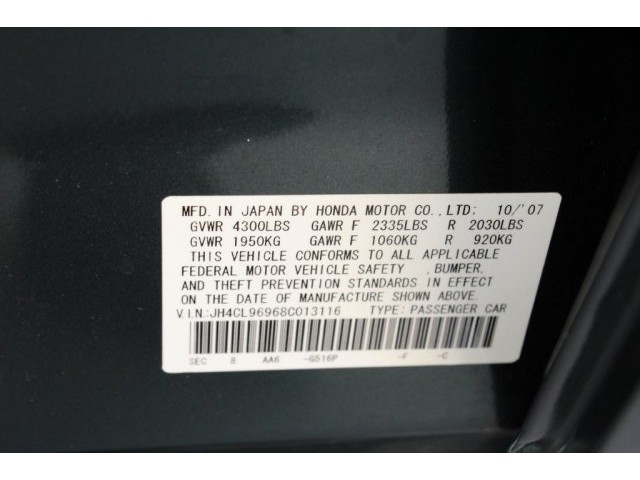 MFD. IN JAPAN BY HONDA MOTOR CO., LTD: 10/'07
GVWR 4300LBS GAWR F 2335LBS R 2030LBS
GVWR 1950KG GAWR F 1060KG R 920KG
THIS VEHICLE CONFORMS TO ALL APPLICABLE
FEDERAL MOTOR VEHICLE SAFETY , BUMPER,
AND THEFT PREVENTION STANDARDS IN EFFECT
ON THE DATE OF MANUFACTURE SHOWN ABOVE.
V.I.N.:JH4CL96968C013116 TYPE: PASSENGER CAR
SEC 8 AA6 -G516P -F -C